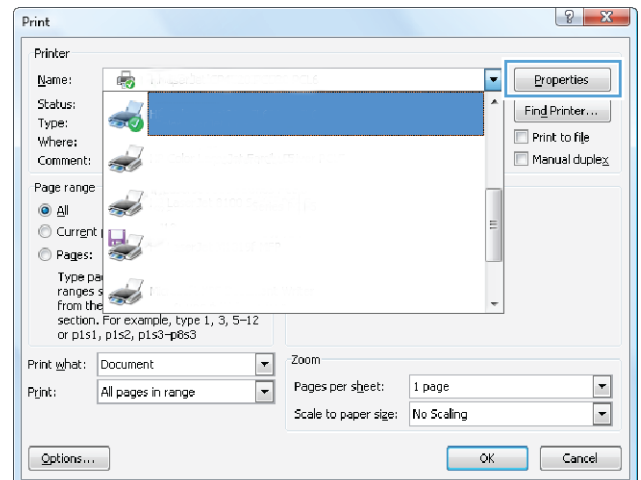 Print
Printer
Name:
Properties
Status:
Find Printer...
Type:
Where:
Print to file
Comment:
Manual duplex
Page range
All
Current
Pages:
Type
ranges
from the
section. For example, type 1, 3, 5–12
or p1s1, p1s2, p1s3–p8s3
Print what: Document
Print: All pages in range
Zoom
Pages per sheet: 1 page
Scale to paper size: No Scaling
Options...
OK
Cancel